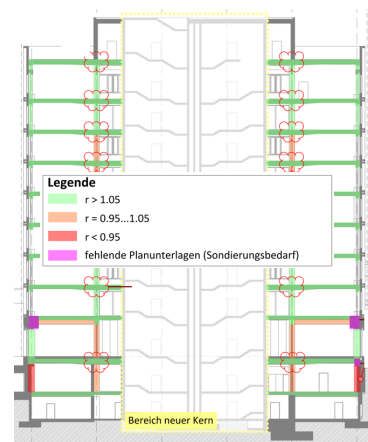 Legende
r > 1.05
r = 0.95...1.05
r < 0.95
fehlende Planunterlagen (Sondierungsbedarf)
Bereich neuer Kern